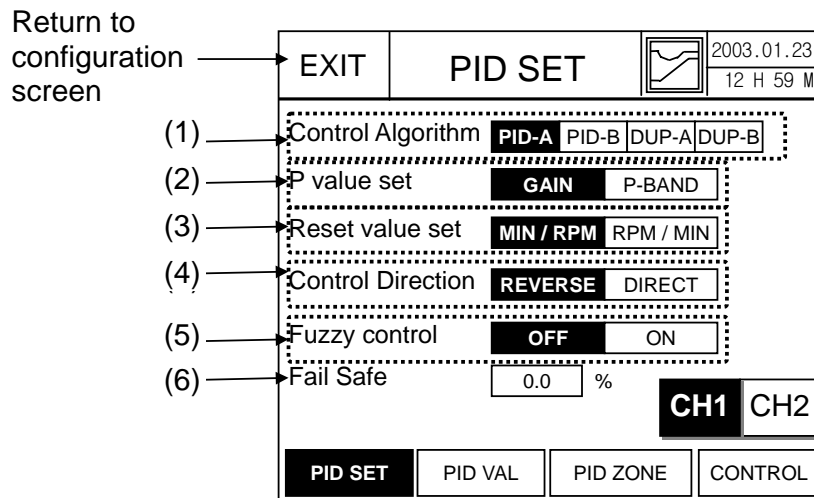 Return to
configuration
screen
EXIT PID SET 2003.01.23
12 H 59 M
(1) Control Algorithm PID-A PID-B DUP-A DUP-B
(2) P value set GAIN P-BAND
(3) Reset value set MIN / RPM RPM / MIN
(4) Control Direction REVERSE DIRECT
(5) Fuzzy control OFF ON
(6) Fail Safe 0.0 %
CH1 CH2
PID SET PID VAL PID ZONE CONTROL